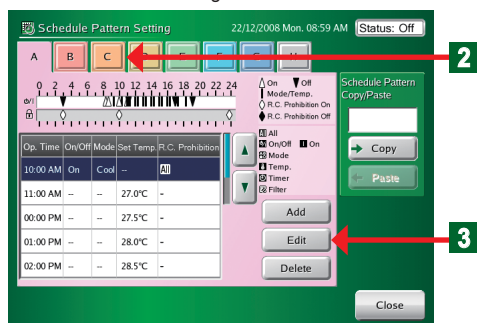 Schedule Pattern Setting 22/12/2008 Mon. 08:59 AM Status: Off
A B C
2
0 2 4 6 8 10 12 14 16 18 20 22 24
On Off
Mode/Temp.
R.C. Prohibition On
R.C. Prohibition Off
Schedule Pattern
Copy/Paste
All All
On/Off On
Mode
Temp.
Timer
Filter
Copy
Paste
Op. Time On/Off Mode Set Temp. R.C. Prohibition
10:00 AM On Cool -- All
11:00 AM -- -- 27.0°C -
00:00 PM -- -- 27.5°C -
01:00 PM -- -- 28.0°C -
02:00 PM -- -- 28.5°C -
Add
Edit
3
Delete
Close